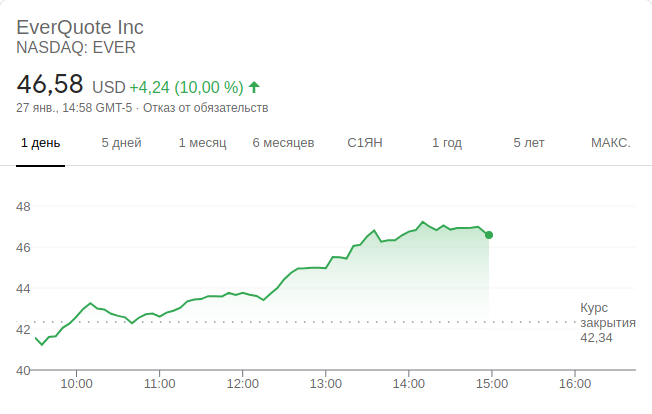 EverQuote Inc
NASDAQ: EVER
46,58 USD +4,24 (10,00 %)
27 янв., 14:58 GMT-5 · Отказ от обязательств
1 день 5 дней 1 месяц 6 месяцев С1ЯН 1 год 5 лет МАКС.
48
46
44
42
40
Курс
закрытия
42,34
10:00 11:00 12:00 13:00 14:00 15:00 16:00